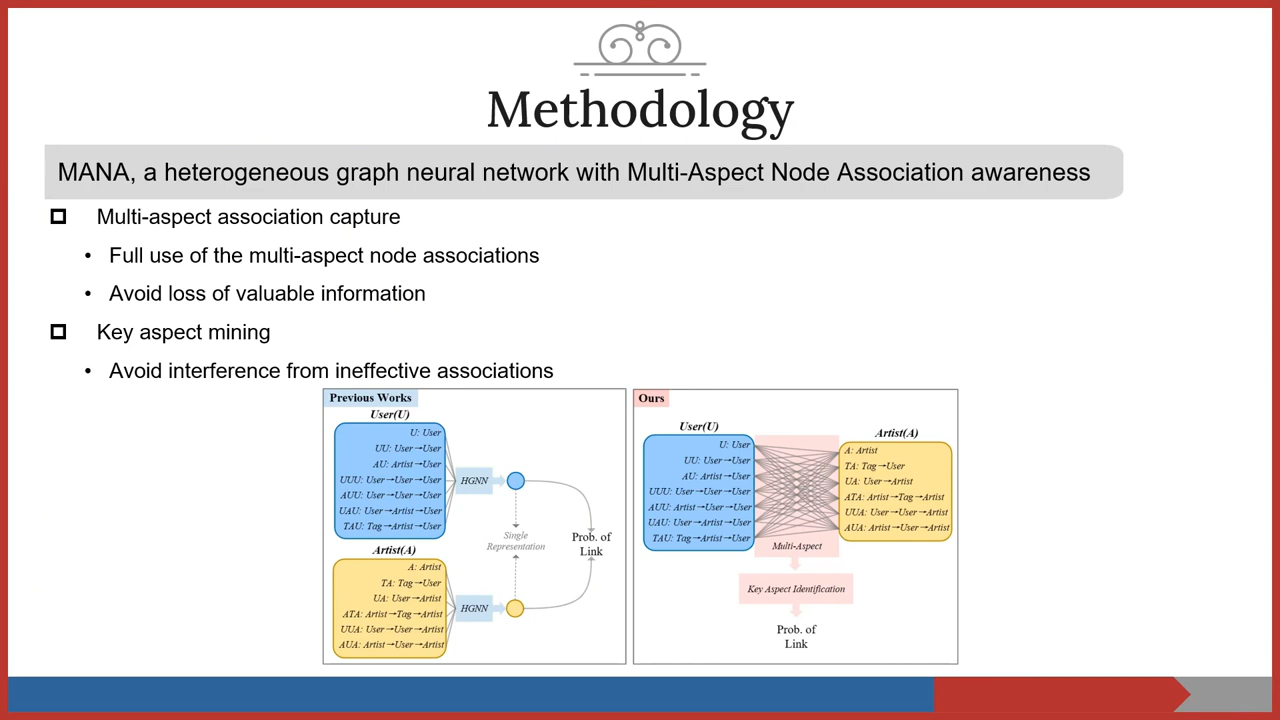 Methodology
MANA, a heterogeneous graph neural network with Multi-Aspect Node Association awareness
Multi-aspect association capture
• Full use of the multi-aspect node associations
• Avoid loss of valuable information
Key aspect mining
• Avoid interference from ineffective associations
Previous Works
User(U)
U: User
UU: User→User
AU: Artist→User
UUU: User→User→User
AUU: User→User→User
UAU: User→Artist→User
TAU: Tag→Artist→User
HGNN
Single
Representation
Prob. of
Link
Artist(A)
A: Artist
TA: Tag→User
UA: User→Artist
ATA: Artist→Tag→Artist
UUA: User→User→Artist
AUA: Artist→User→Artist
HGNN
Ours
User(U)
U: User
UU: User→User
AU: Artist→User
UUU: User→User→User
AUU: Artist→User→User
UAU: User→Artist→User
TAU: Tag→Artist→User
Artist(A)
A: Artist
TA: Tag→User
UA: User→Artist
ATA: Artist→Tag→Artist
UUA: User→User→Artist
AUA: Artist→User→Artist
Multi-Aspect
Key Aspect Identification
Prob. of
Link